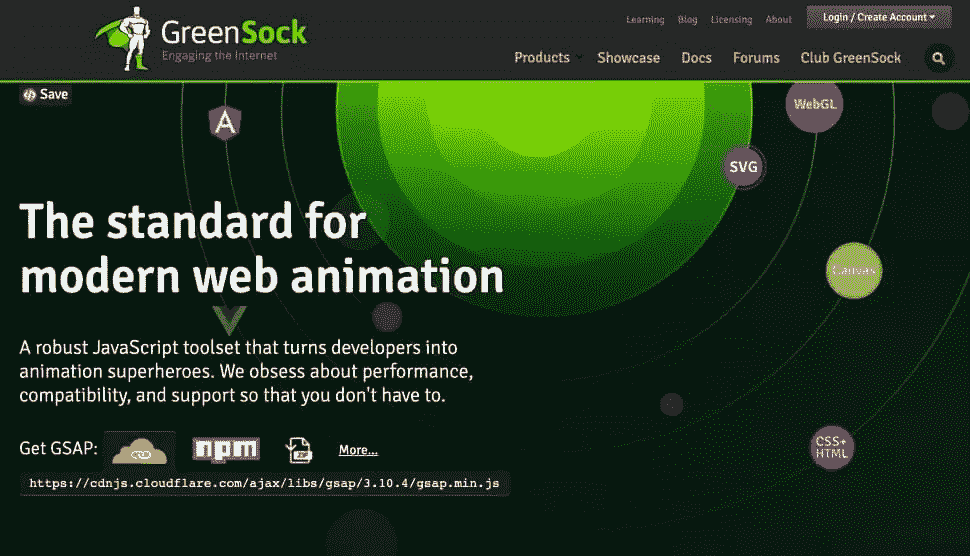 GreenSock
Engaging the Internet
Learning Blog Licensing About
Login / Create Account
Products Showcase Docs Forums Club GreenSock
Save
A
WebGL
SVG
The standard for
modern web animation
Canvas
A robust JavaScript toolset that turns developers into
animation superheroes. We obsess about performance,
compatibility, and support so that you don't have to.
Get GSAP: npm ZIP More...
CSS+
HTML
https://cdnjs.cloudflare.com/ajax/libs/gsap/3.10.4/gsap.min.js